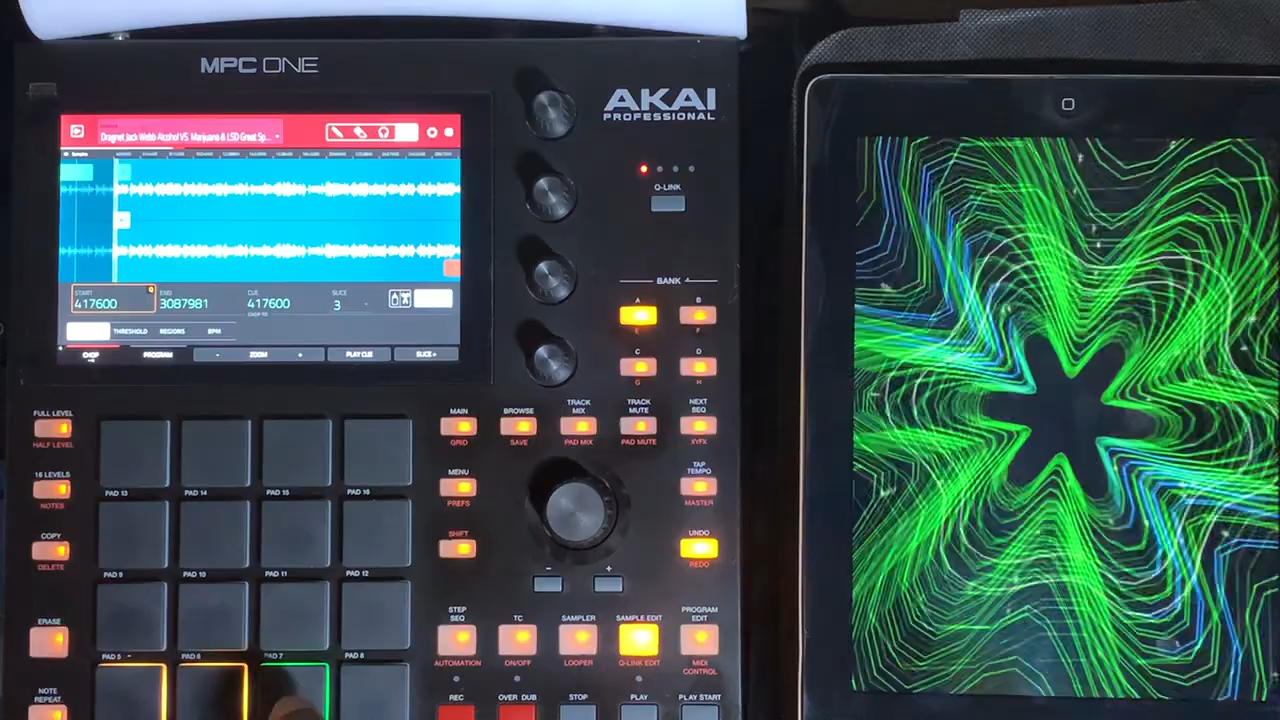 MPC ONE
AKAI
PROFESSIONAL
Dragnet Jack Webb Alcohol VS. Marijuana & LSD Great Sp...
Q-LINK
BANK
A
B
E
F
C
D
G
H
START
417600
Q
END
3087981
CUE
417600
SLICE
3
CHOP TO
THRESHOLD
REGIONS
BPM
CHOP
PROGRAM
-
ZOOM
+
PLAY CUE
SLICE +
FULL LEVEL
HALF LEVEL
16 LEVELS
NOTES
COPY
DELETE
ERASE
NOTE
REPEAT
PAD 13
PAD 14
PAD 15
PAD 16
PAD 9
PAD 10
PAD 11
PAD 12
PAD 5
PAD 6
PAD 7
PAD 8
MAIN
GRID
BROWSE
SAVE
TRACK
MIX
PAD MIX
TRACK
MUTE
PAD MUTE
NEXT
SEQ
XYFX
MENU
PREFS
TAP
TEMPO
MASTER
SHIFT
UNDO
REDO
-
+
STEP
SEQ
AUTOMATION
TC
ON/OFF
SAMPLER
LOOPER
SAMPLE EDIT
Q-LINK EDIT
PROGRAM
EDIT
MIDI
CONTROL
REC
OVER DUB
STOP
PLAY
PLAY START